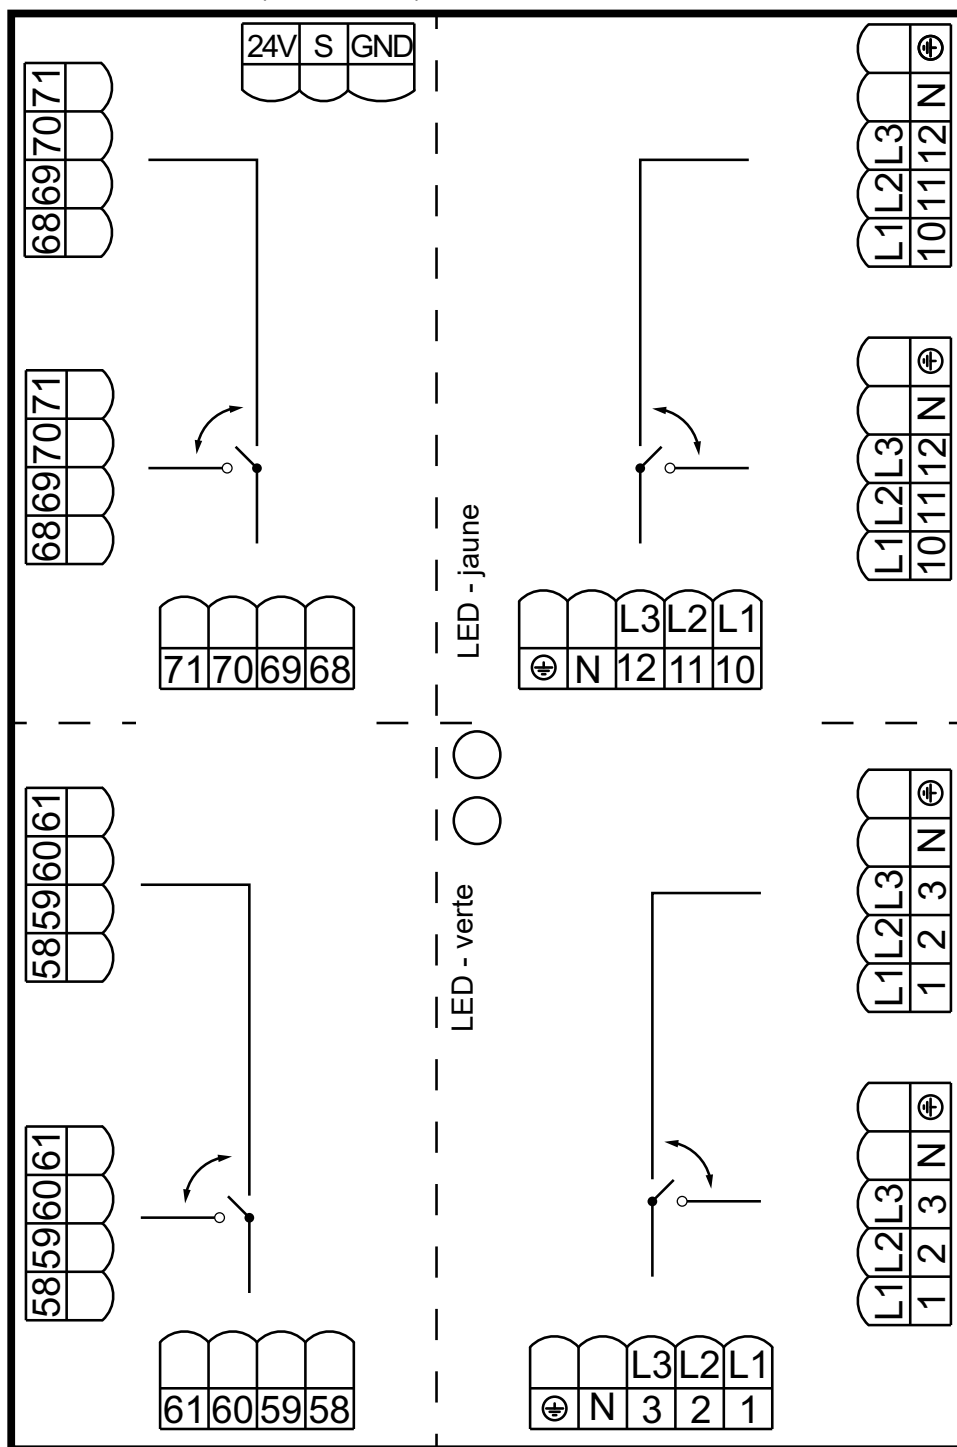 24V S GND
71
70
69
68
⏚
N
L3 12
L2 11
L1 10
71
70
69
68
⏚
N
L3 12
L2 11
L1 10
LED - jaune
71 70 69 68
L3 L2 L1
⏚ N 12 11 10
61
60
59
58
⏚
N
L3 3
L2 2
L1 1
LED - verte
61
60
59
58
⏚
N
L3 3
L2 2
L1 1
61 60 59 58
L3 L2 L1
⏚ N 3 2 1